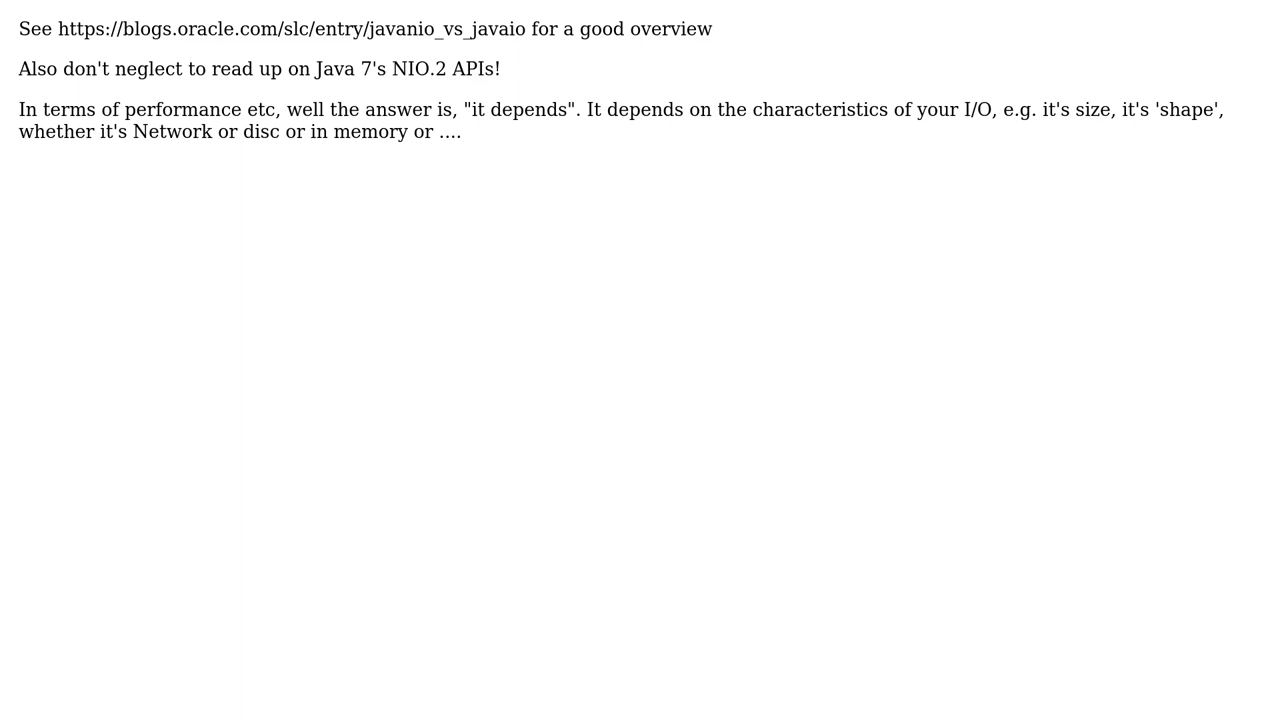 See https://blogs.oracle.com/slc/entry/javanio_vs_javaio for a good overview
Also don't neglect to read up on Java 7's NIO.2 APIs!
In terms of performance etc, well the answer is, "it depends". It depends on the characteristics of your I/O, e.g. it's size, it's 'shape',
whether it's Network or disc or in memory or ....